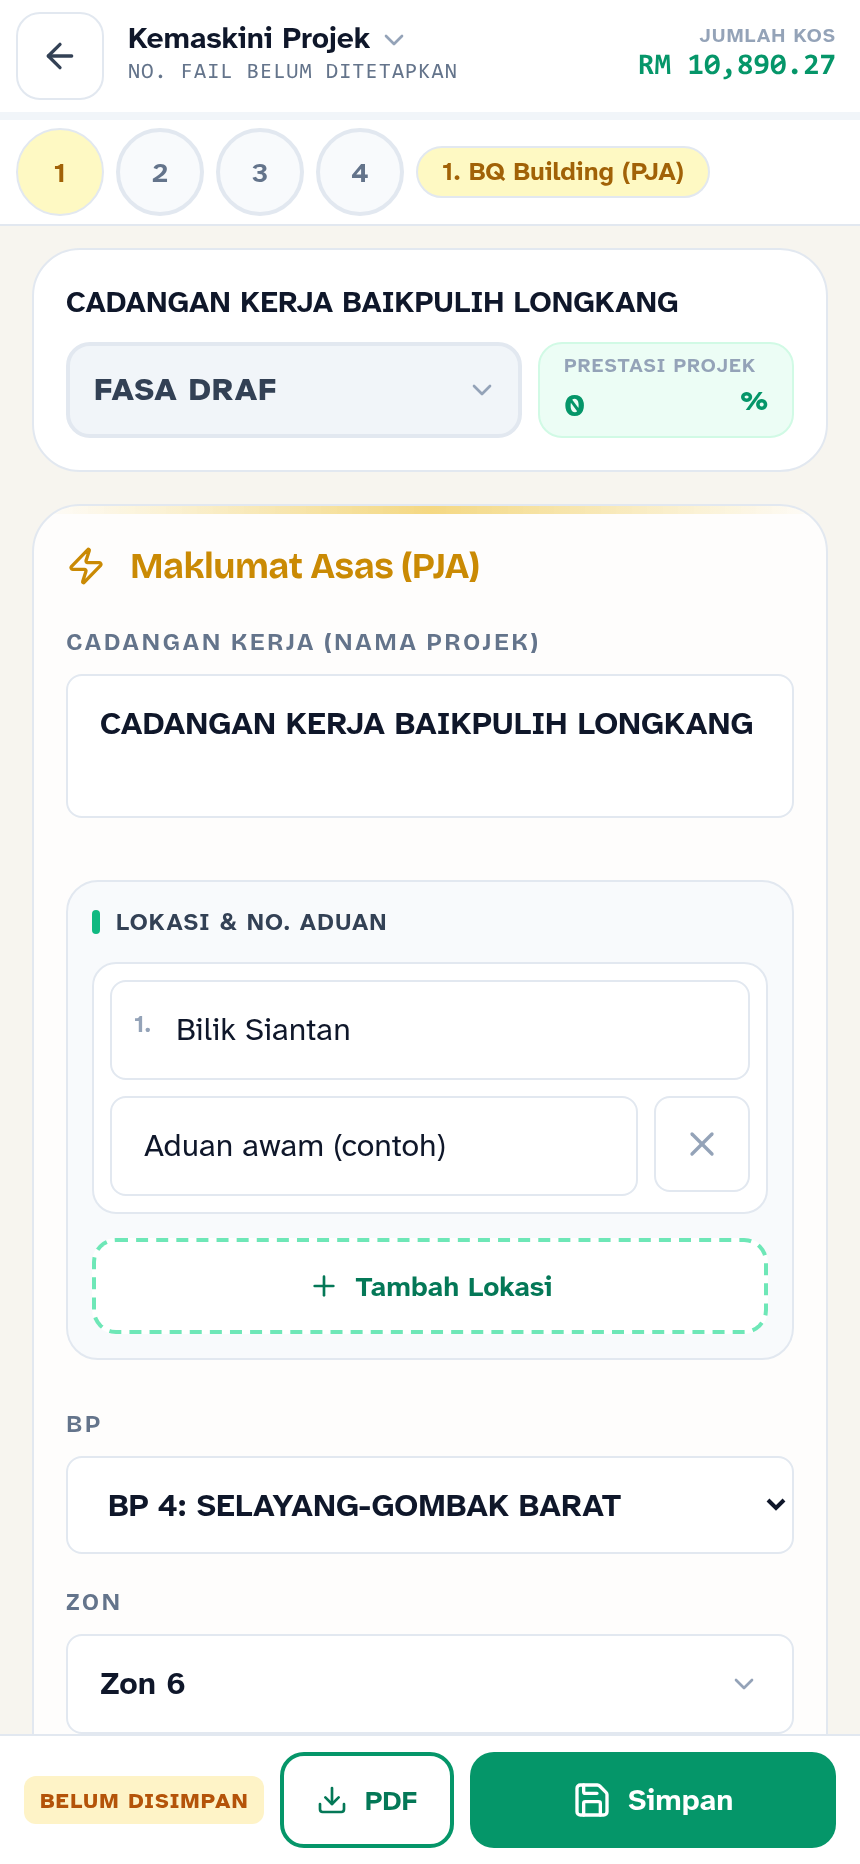 Kemaskini Projek
NO. FAIL BELUM DITETAPKAN
JUMLAH KOS
RM 10,890.27
1
2
3
4
1. BQ Building (PJA)
CADANGAN KERJA BAIKPULIH LONGKANG
FASA DRAF
PRESTASI PROJEK
0 %
Maklumat Asas (PJA)
CADANGAN KERJA (NAMA PROJEK)
CADANGAN KERJA BAIKPULIH LONGKANG
LOKASI & NO. ADUAN
1. Bilik Siantan
Aduan awam (contoh)
Tambah Lokasi
BP
BP 4: SELAYANG-GOMBAK BARAT
ZON
Zon 6
BELUM DISIMPAN
PDF
Simpan